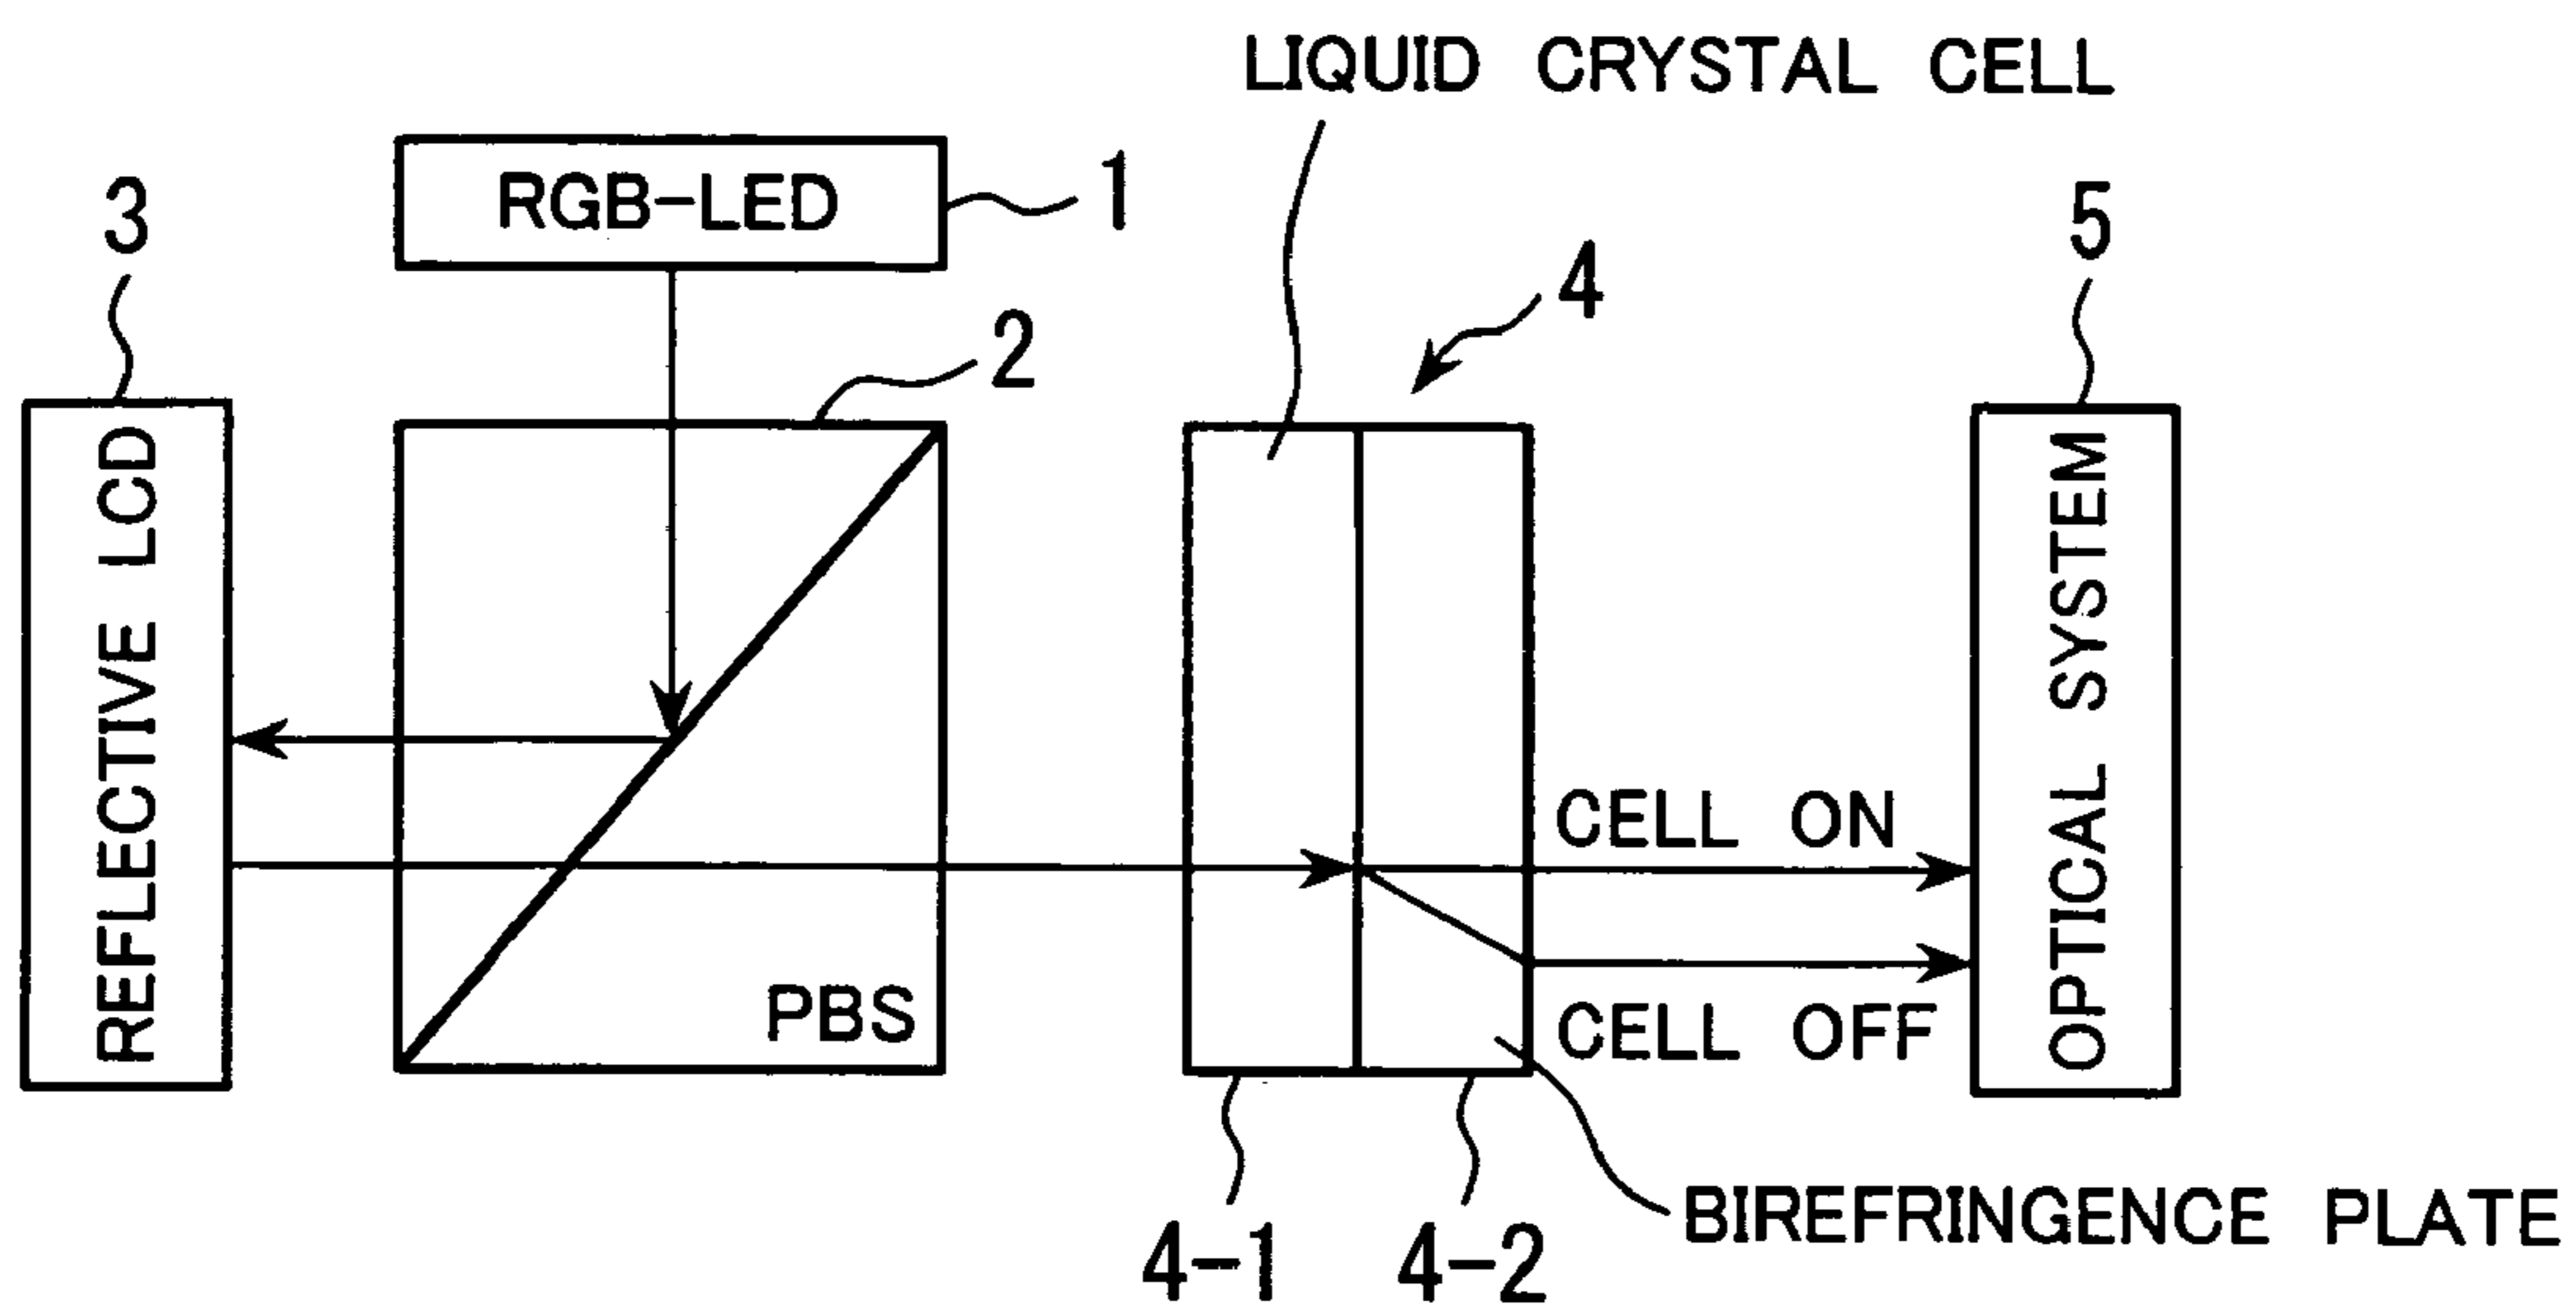 LIQUID CRYSTAL CELL
RGB-LED
1
3
5
4
2
REFLECTIVE LCD
OPTICAL SYSTEM
CELL ON
PBS
CELL OFF
BIREFRINGENCE PLATE
4-1
4-2